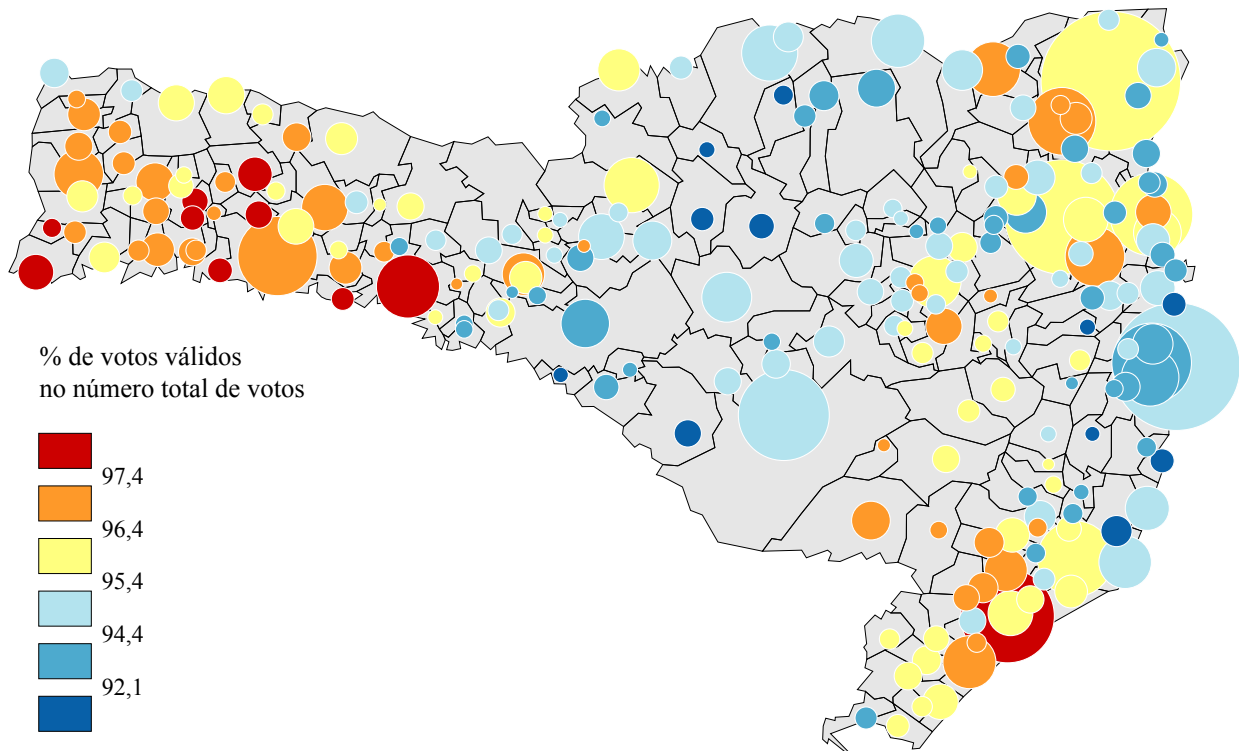 % de votos válidos
no número total de votos
97,4
96,4
95,4
94,4
92,1